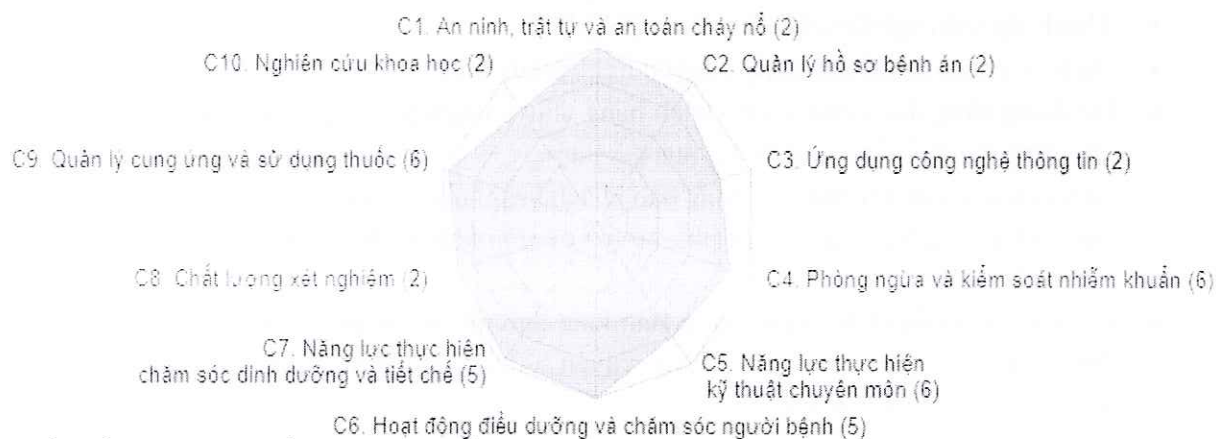 C1. An ninh, trật tự và an toàn cháy nổ (2)
C2. Quản lý hồ sơ bệnh án (2)
C3. Ứng dụng công nghệ thông tin (2)
C4. Phòng ngừa và kiểm soát nhiễm khuẩn (6)
C5. Năng lực thực hiện
kỹ thuật chuyên môn (6)
C6. Hoạt động điều dưỡng và chăm sóc người bệnh (5)
C7. Năng lực thực hiện
chăm sóc dinh dưỡng và tiết chế (5)
C8. Chất lượng xét nghiệm (2)
C9. Quản lý cung ứng và sử dụng thuốc (6)
C10. Nghiên cứu khoa học (2)